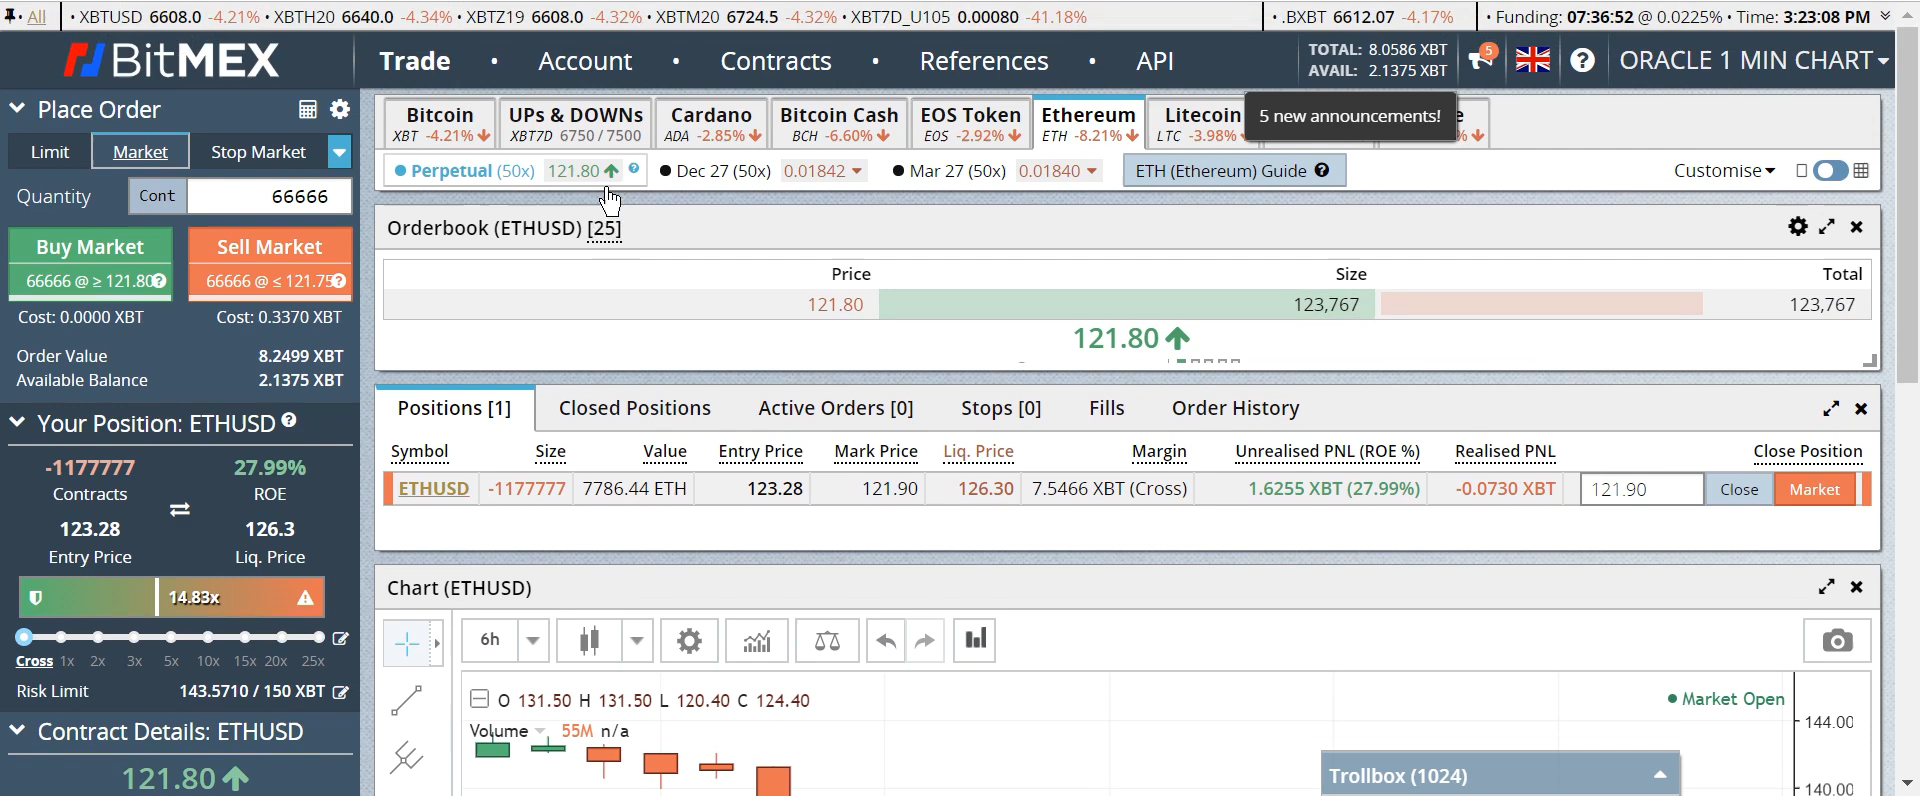 All • XBTUSD 6608.0 -4.21% • XBTH20 6640.0 -4.34% • XBTZ19 6608.0 -4.32% • XBTM20 6724.5 -4.32% • XBT7D_U105 0.00080 -41.18% • .BXBT 6612.07 -4.17% • Funding: 07:36:52 @ 0.0225% • Time: 3:23:08 PM
BitMEX Trade • Account • Contracts • References • API
TOTAL: 8.0586 XBT
AVAIL: 2.1375 XBT
5
ORACLE 1 MIN CHART
Place Order
Limit Market Stop Market
Quantity Cont 66666
Buy Market Sell Market
66666 @ ≥ 121.80 66666 @ ≤ 121.75
Cost: 0.0000 XBT Cost: 0.3370 XBT
Order Value 8.2499 XBT
Available Balance 2.1375 XBT
Your Position: ETHUSD
-1177777 27.99%
Contracts ROE
123.28 126.3
Entry Price Liq. Price
14.83x
Cross 1x 2x 3x 5x 10x 15x 20x 25x
Risk Limit 143.5710 / 150 XBT
Contract Details: ETHUSD
121.80
Bitcoin UPs & DOWNs Cardano Bitcoin Cash EOS Token Ethereum Litecoin
XBT -4.21% XBT7D 6750 / 7500 ADA -2.85% BCH -6.60% EOS -2.92% ETH -8.21% LTC -3.98%
5 new announcements!
Perpetual (50x) 121.80 Dec 27 (50x) 0.01842 Mar 27 (50x) 0.01840 ETH (Ethereum) Guide Customise
Orderbook (ETHUSD) [25]
Price Size Total
121.80 123,767 123,767
121.80
Positions [1] Closed Positions Active Orders [0] Stops [0] Fills Order History
Symbol Size Value Entry Price Mark Price Liq. Price Margin Unrealised PNL (ROE %) Realised PNL Close Position
ETHUSD -1177777 7786.44 ETH 123.28 121.90 126.30 7.5466 XBT (Cross) 1.6255 XBT (27.99%) -0.0730 XBT 121.90 Close Market
Chart (ETHUSD)
6h
O 131.50 H 131.50 L 120.40 C 124.40
Market Open
Volume 55M n/a
144.00
140.00
Trollbox (1024)